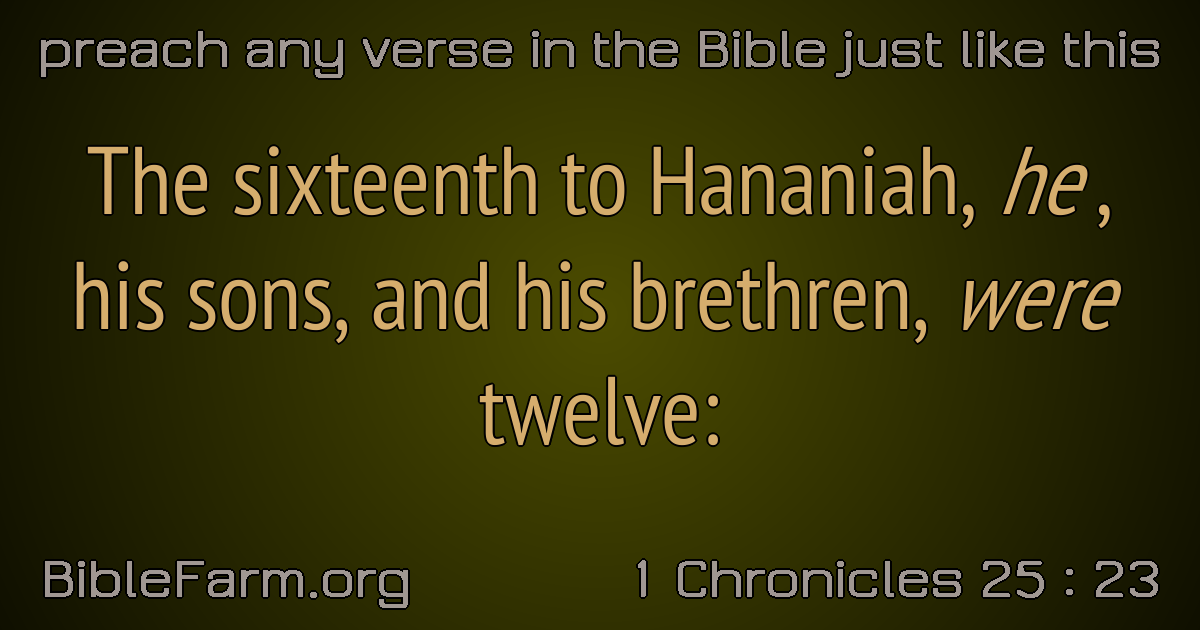 preach any verse in the Bible just like this
The sixteenth to Hananiah, he ,
his sons, and his brethren, were
twelve:
BibleFarm.org
1 Chronicles 25 : 23